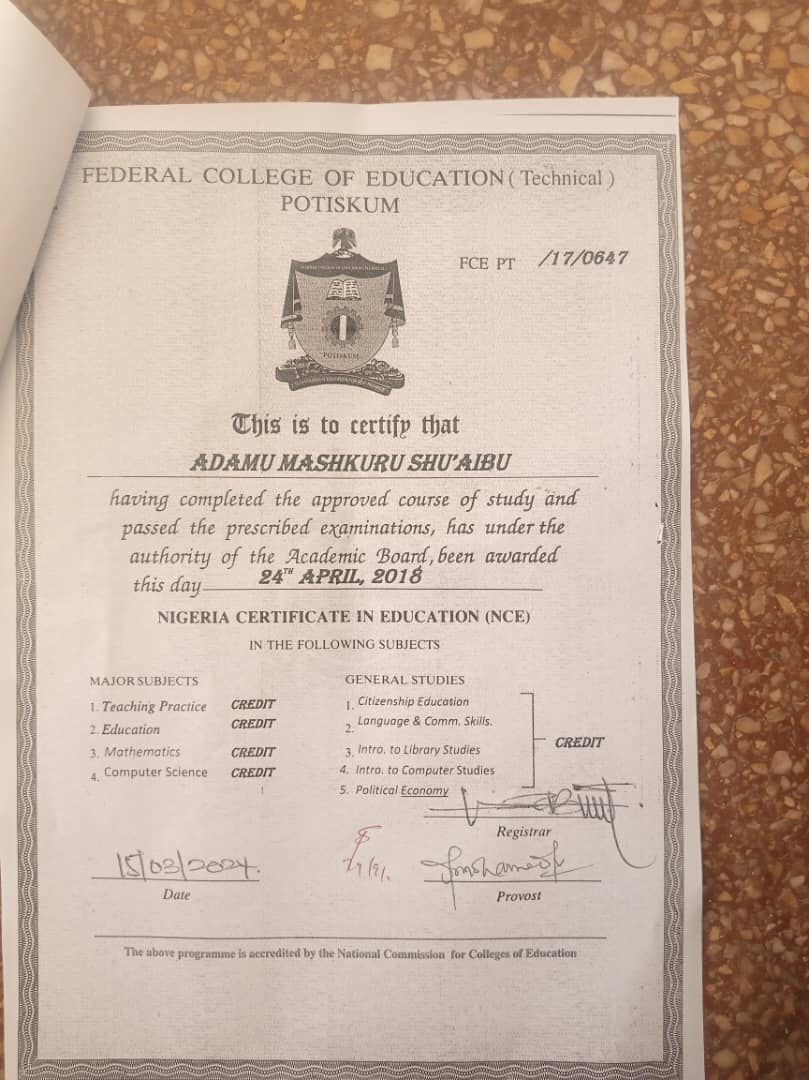 FEDERAL COLLEGE OF EDUCATION ( Technical )
POTISKUM
FCE PT /17/0647
POTISKUM
This is to certify that
ADAMU MASHKURU SHU'AIBU
having completed the approved course of study and
passed the prescribed examinations, has under the
authority of the Academic Board, been awarded
this day 24TH APRIL, 2018
NIGERIA CERTIFICATE IN EDUCATION (NCE)
IN THE FOLLOWING SUBJECTS
MAJOR SUBJECTS
1. Teaching Practice CREDIT
2. Education CREDIT
3. Mathematics CREDIT
4. Computer Science CREDIT
GENERAL STUDIES
1. Citizenship Education
2. Language & Comm. Skills.
3. Intro. to Library Studies
4. Intro. to Computer Studies
5. Political Economy
CREDIT
Registrar
15/03/2024.
Date
Provost
The above programme is accredited by the National Commission for Colleges of Education